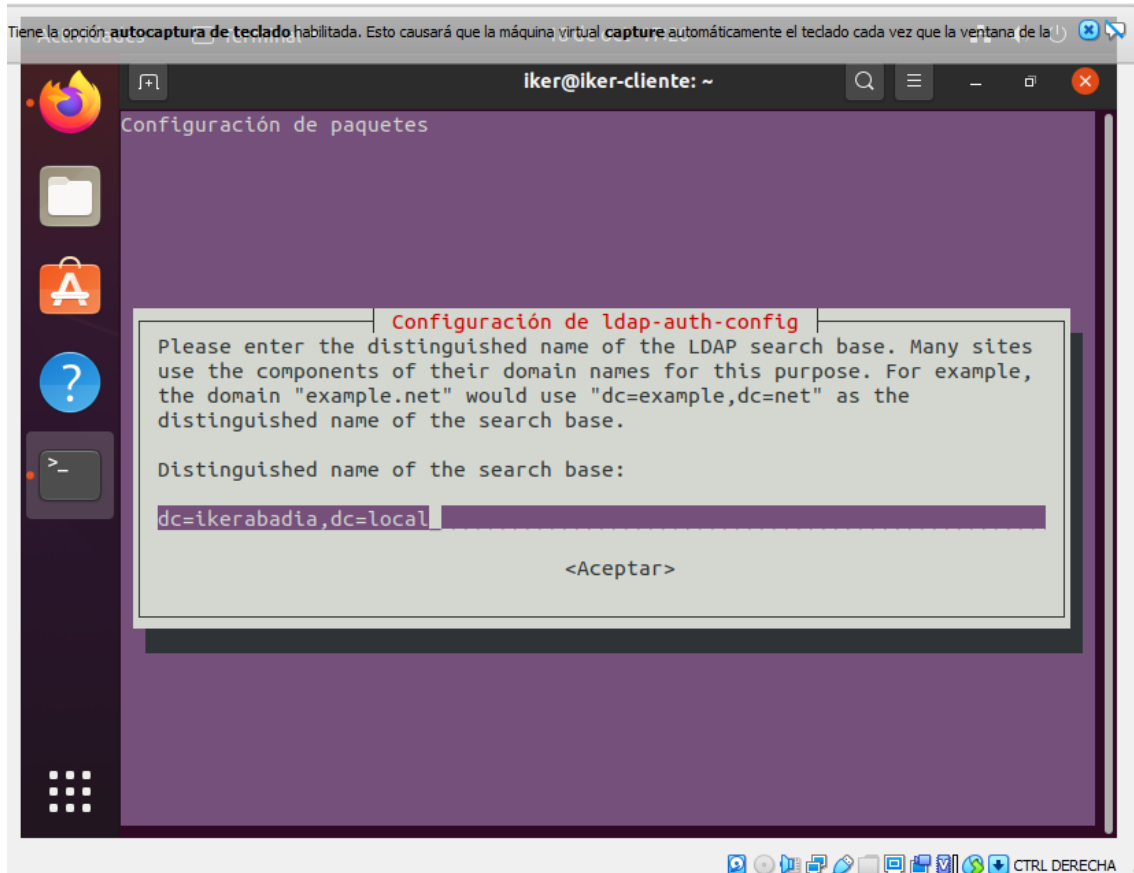 Tiene la opción autocaptura de teclado habilitada. Esto causará que la máquina virtual capture automáticamente el teclado cada vez que la ventana de la
iker@iker-cliente: ~
Configuración de paquetes
Configuración de ldap-auth-config
Please enter the distinguished name of the LDAP search base. Many sites
use the components of their domain names for this purpose. For example,
the domain "example.net" would use "dc=example,dc=net" as the
distinguished name of the search base.
Distinguished name of the search base:
dc=ikerabadia,dc=local
<Aceptar>
CTRL DERECHA